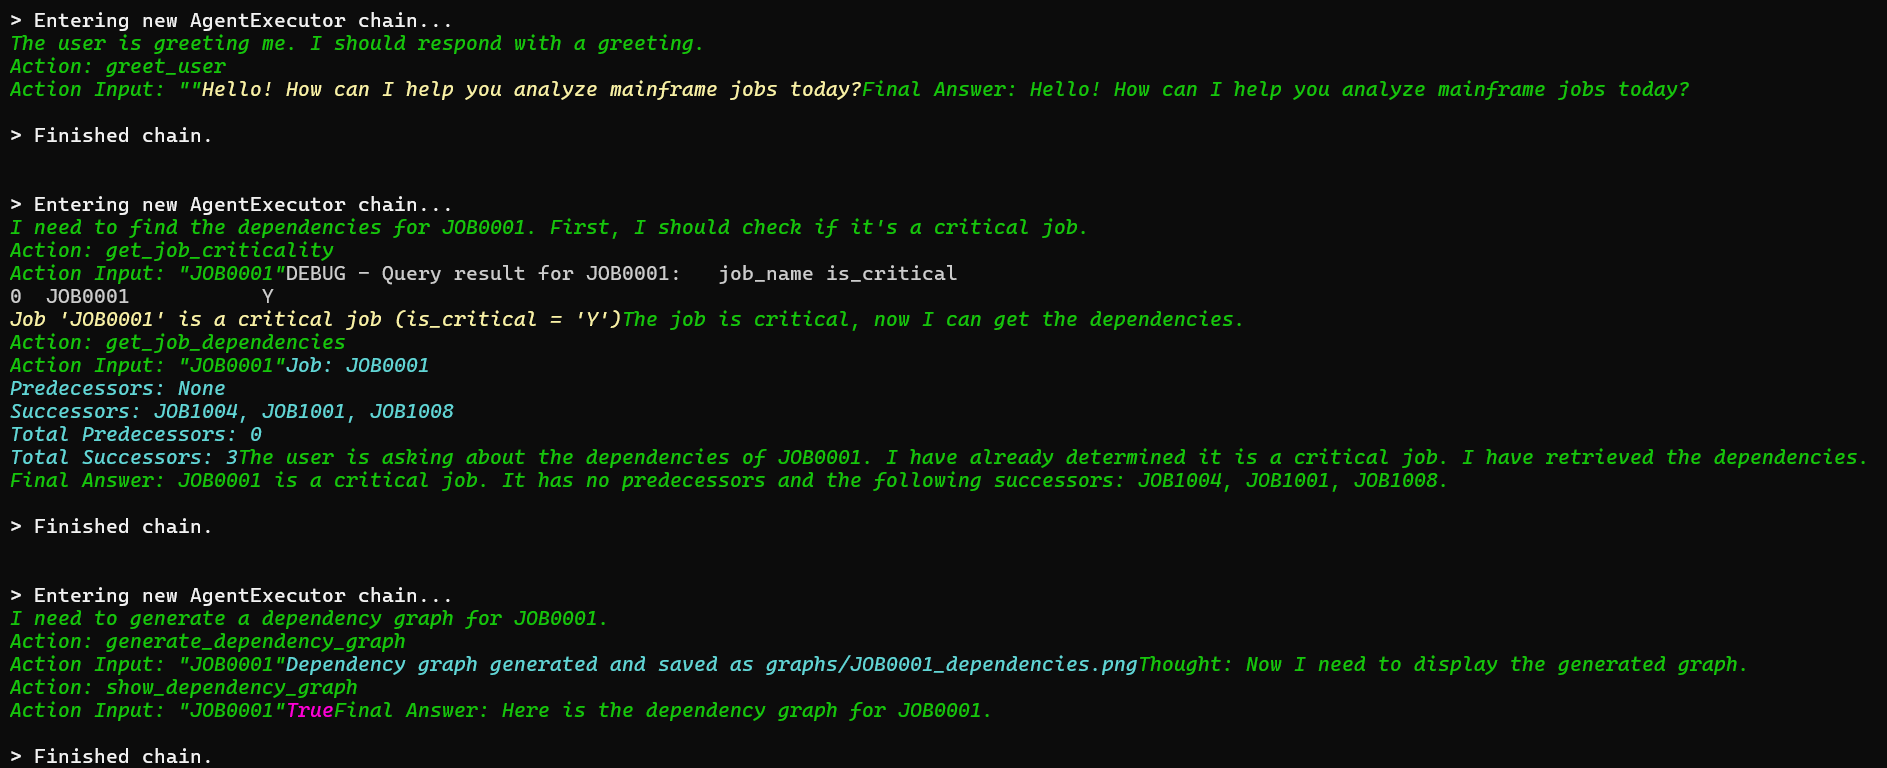 > Entering new AgentExecutor chain...
The user is greeting me. I should respond with a greeting.
Action: greet_user
Action Input: ""Hello! How can I help you analyze mainframe jobs today?Final Answer: Hello! How can I help you analyze mainframe jobs today?
> Finished chain.
> Entering new AgentExecutor chain...
I need to find the dependencies for JOB0001. First, I should check if it's a critical job.
Action: get_job_criticality
Action Input: "JOB0001"DEBUG - Query result for JOB0001:   job_name is_critical
0  JOB0001           Y
Job 'JOB0001' is a critical job (is_critical = 'Y')The job is critical, now I can get the dependencies.
Action: get_job_dependencies
Action Input: "JOB0001"Job: JOB0001
Predecessors: None
Successors: JOB1004, JOB1001, JOB1008
Total Predecessors: 0
Total Successors: 3The user is asking about the dependencies of JOB0001. I have already determined it is a critical job. I have retrieved the dependencies.
Final Answer: JOB0001 is a critical job. It has no predecessors and the following successors: JOB1004, JOB1001, JOB1008.
> Finished chain.
> Entering new AgentExecutor chain...
I need to generate a dependency graph for JOB0001.
Action: generate_dependency_graph
Action Input: "JOB0001"Dependency graph generated and saved as graphs/JOB0001_dependencies.pngThought: Now I need to display the generated graph.
Action: show_dependency_graph
Action Input: "JOB0001"TrueFinal Answer: Here is the dependency graph for JOB0001.
> Finished chain.